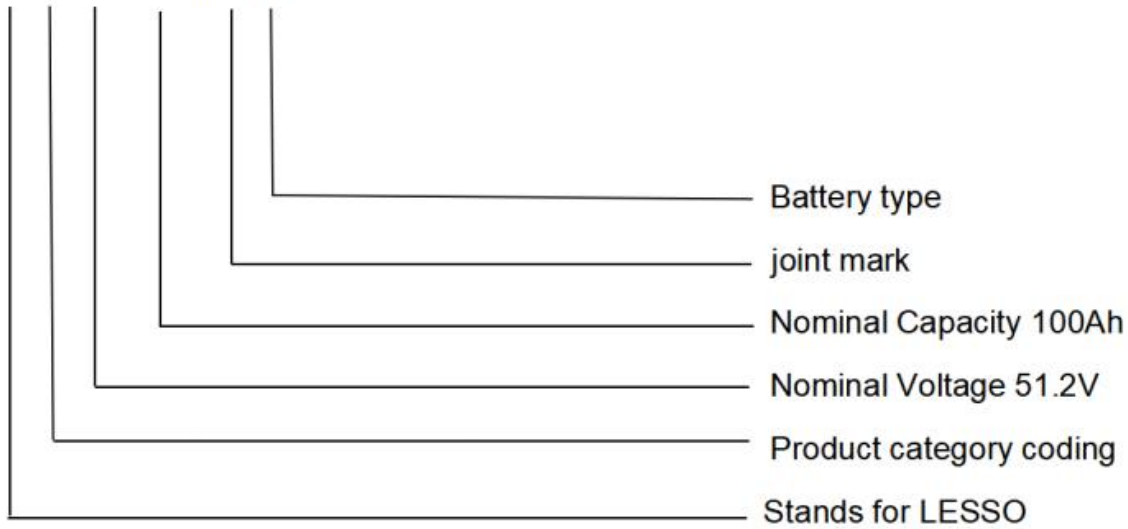 Battery type
joint mark
Nominal Capacity 100Ah
Nominal Voltage 51.2V
Product category coding
Stands for LESSO